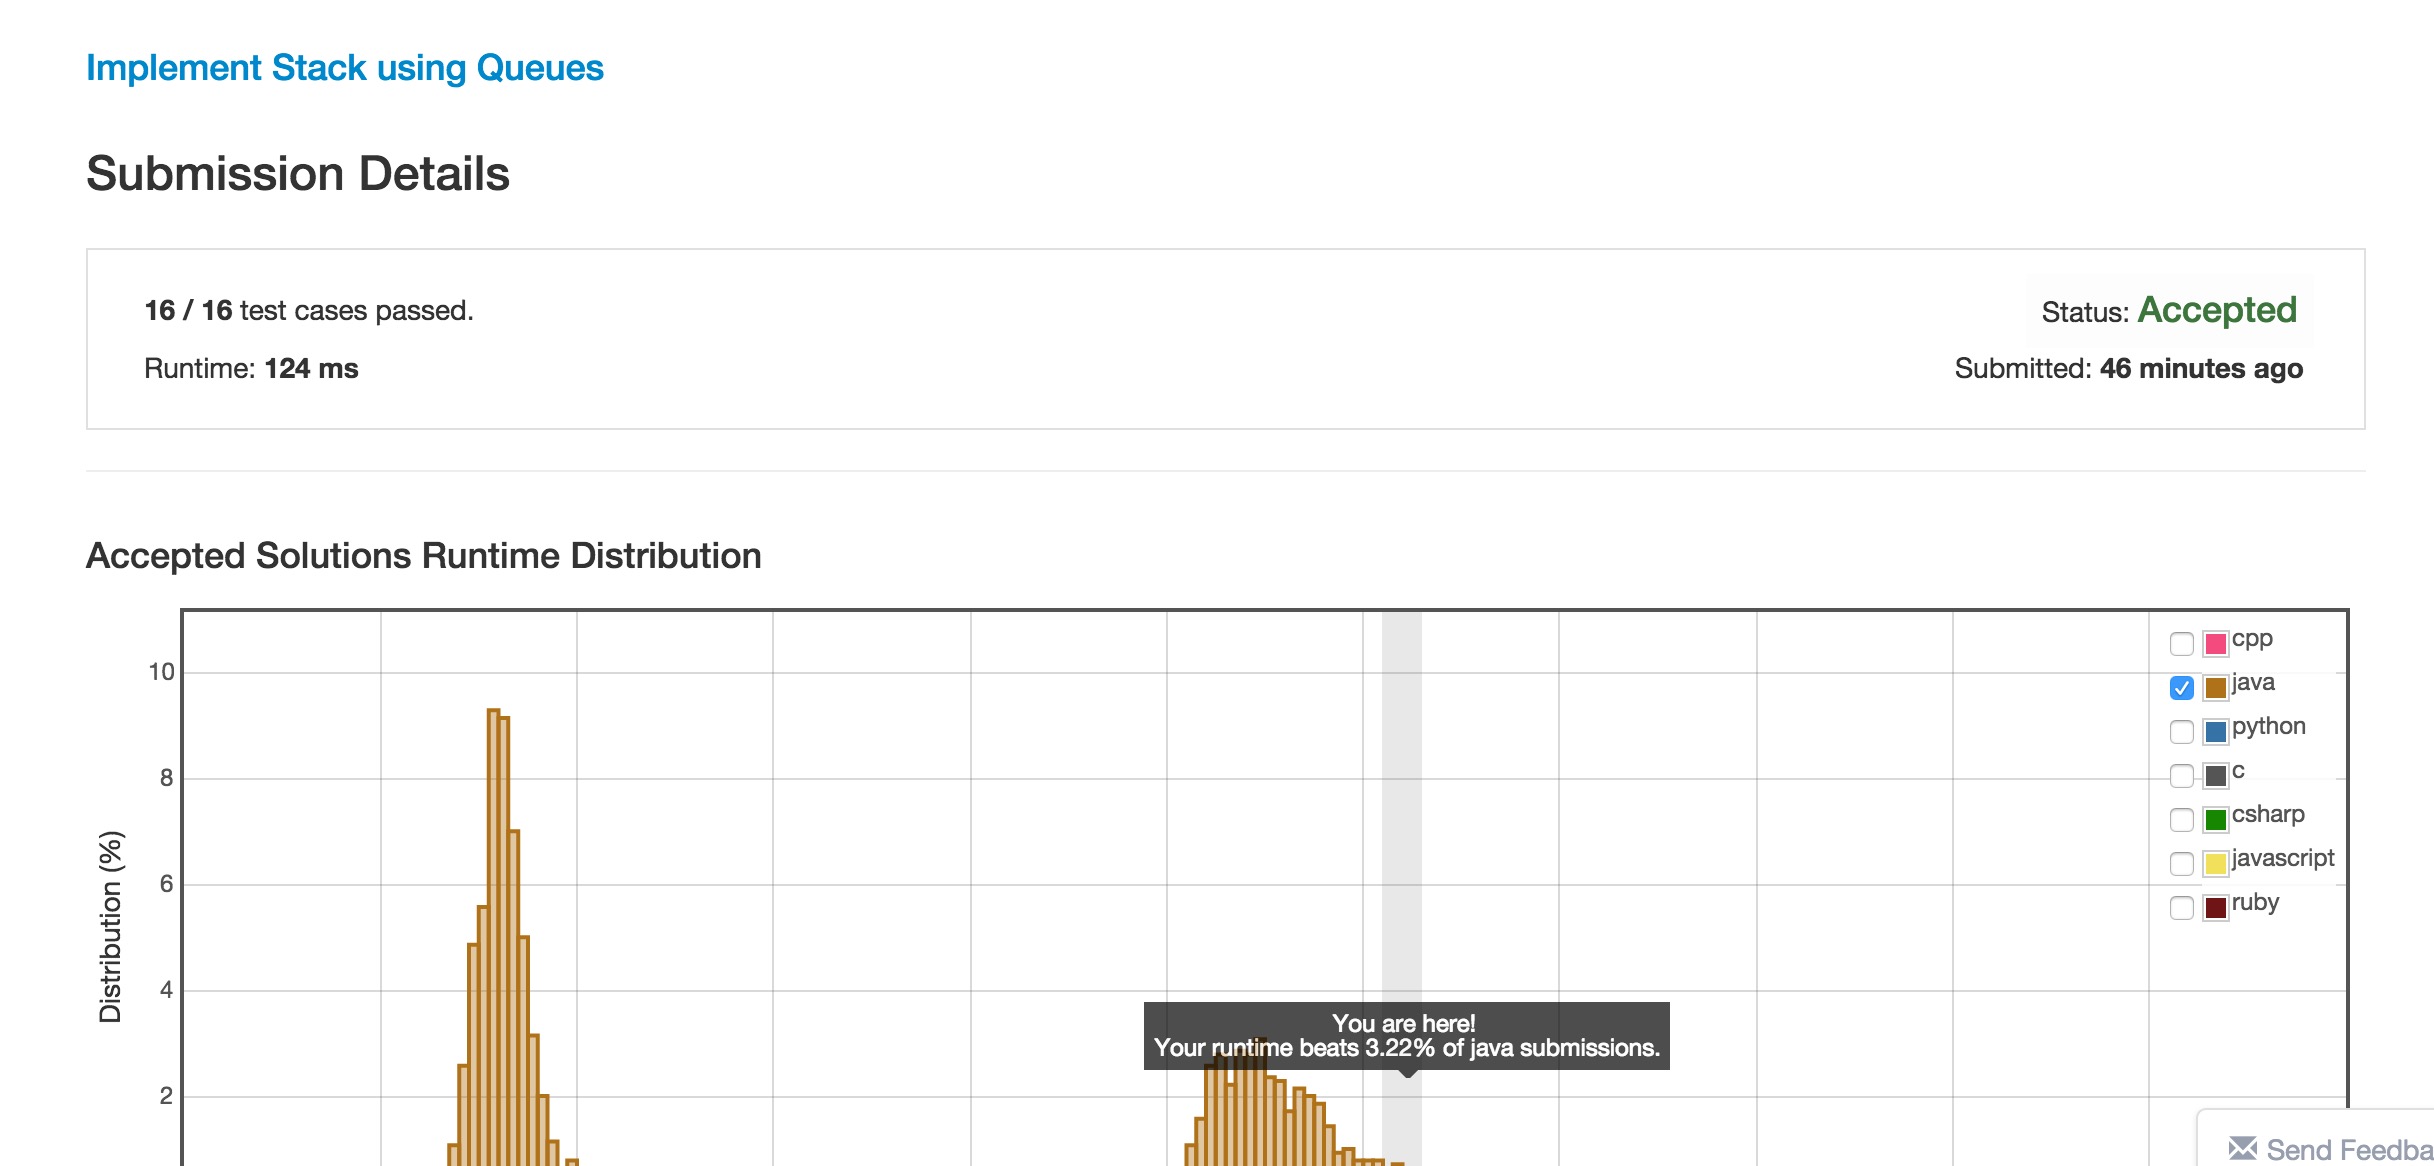 Implement Stack using Queues
Submission Details
16 / 16 test cases passed.
Status: Accepted
Runtime: 124 ms
Submitted: 46 minutes ago
Accepted Solutions Runtime Distribution
cpp
java
python
c
csharp
javascript
ruby
10
8
6
4
2
Distribution (%)
You are here!
Your runtime beats 3.22% of java submissions.
Send Feedba